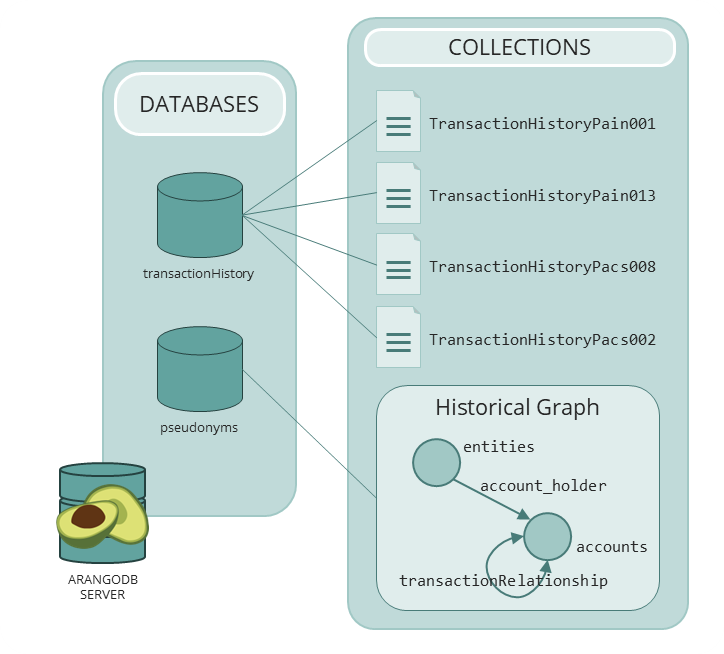 COLLECTIONS
DATABASES
TransactionHistoryPain001
TransactionHistoryPain013
transactionHistory
TransactionHistoryPacs008
TransactionHistoryPacs002
pseudonyms
Historical Graph
entities
account_holder
accounts
transactionRelationship
ARANGODB
SERVER